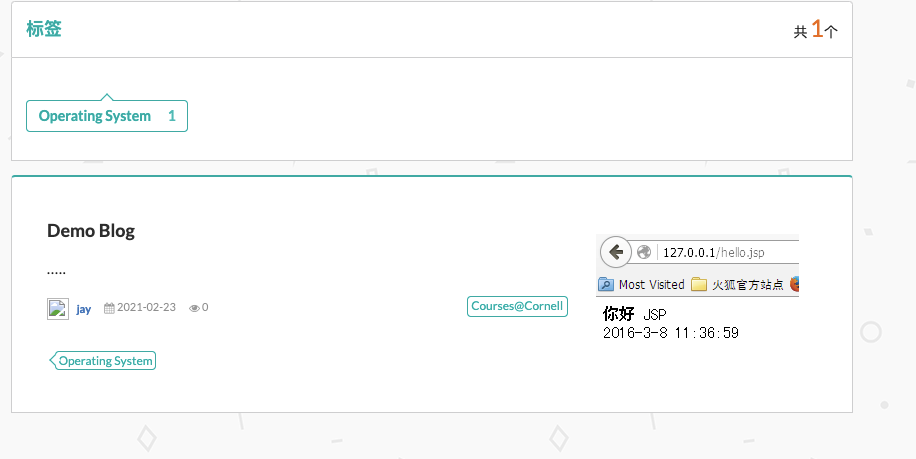 标签
共 1个
Operating System 1
Demo Blog
.....
jay 2021-02-23 0
Courses@Cornell
Operating System
127.0.0.1/hello.jsp
Most Visited 火狐官方站点
你好 JSP
2016-3-8 11:36:59